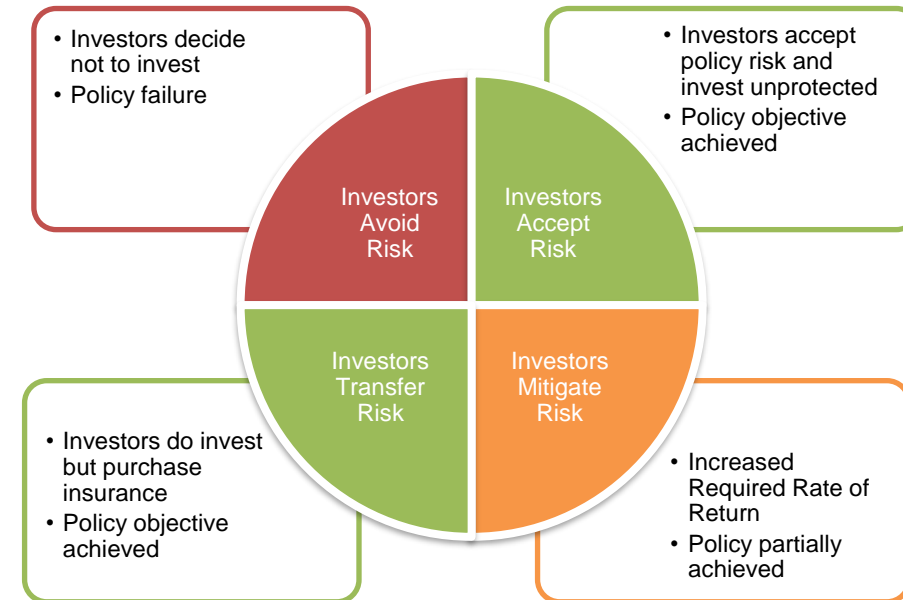 • Investors decide
not to invest
• Policy failure
• Investors accept
policy risk and
invest unprotected
• Policy objective
achieved
Investors
Avoid
Risk
Investors
Accept
Risk
Investors
Transfer
Risk
Investors
Mitigate
Risk
• Investors do invest
but purchase
insurance
• Policy objective
achieved
• Increased
Required Rate of
Return
• Policy partially
achieved